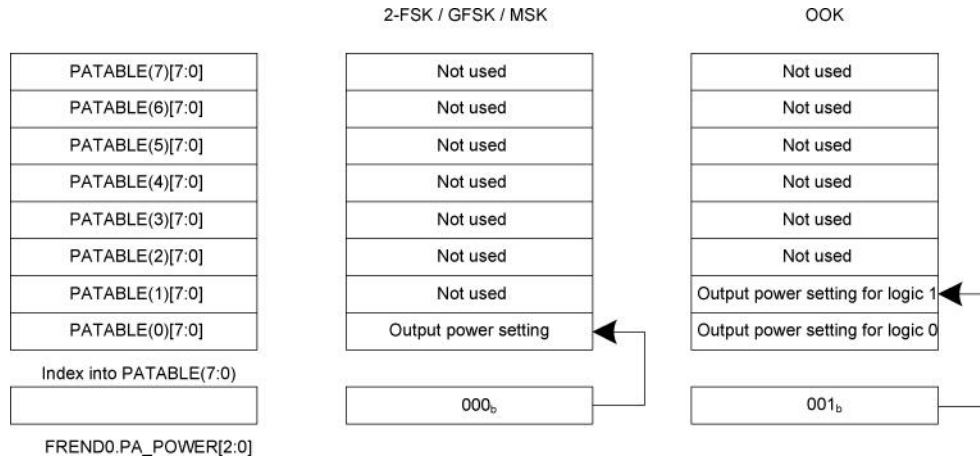 2-FSK / GFSK / MSK
OOK
PATABLE(7)[7:0]
Not used
Not used
PATABLE(6)[7:0]
Not used
Not used
PATABLE(5)[7:0]
Not used
Not used
PATABLE(4)[7:0]
Not used
Not used
PATABLE(3)[7:0]
Not used
Not used
PATABLE(2)[7:0]
Not used
Not used
PATABLE(1)[7:0]
Not used
Output power setting for logic 1
PATABLE(0)[7:0]
Output power setting
Output power setting for logic 0
Index into PATABLE(7:0)
000b
001b
FREND0.PA_POWER[2:0]